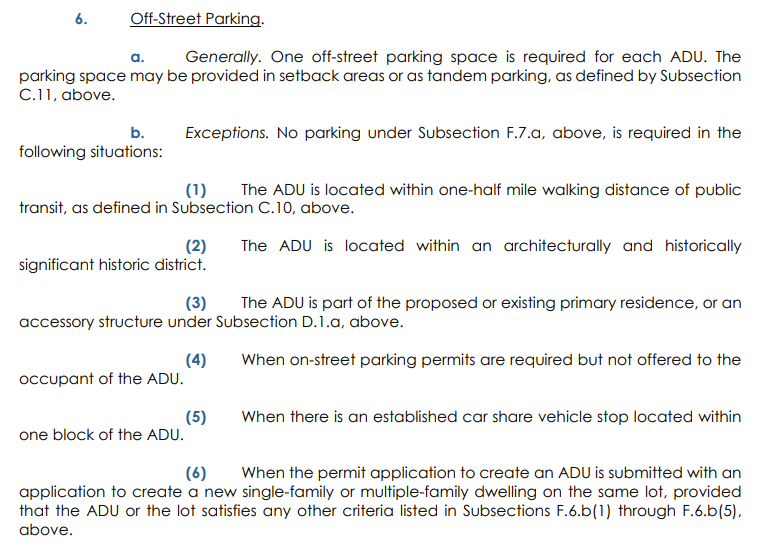 6. Off-Street Parking.
a. Generally. One off-street parking space is required for each ADU. The
parking space may be provided in setback areas or as tandem parking, as defined by Subsection
C.11, above.
b. Exceptions. No parking under Subsection F.7.a, above, is required in the
following situations:
(1) The ADU is located within one-half mile walking distance of public
transit, as defined in Subsection C.10, above.
(2) The ADU is located within an architecturally and historically
significant historic district.
(3) The ADU is part of the proposed or existing primary residence, or an
accessory structure under Subsection D.1.a, above.
(4) When on-street parking permits are required but not offered to the
occupant of the ADU.
(5) When there is an established car share vehicle stop located within
one block of the ADU.
(6) When the permit application to create an ADU is submitted with an
application to create a new single-family or multiple-family dwelling on the same lot, provided
that the ADU or the lot satisfies any other criteria listed in Subsections F.6.b(1) through F.6.b(5),
above.